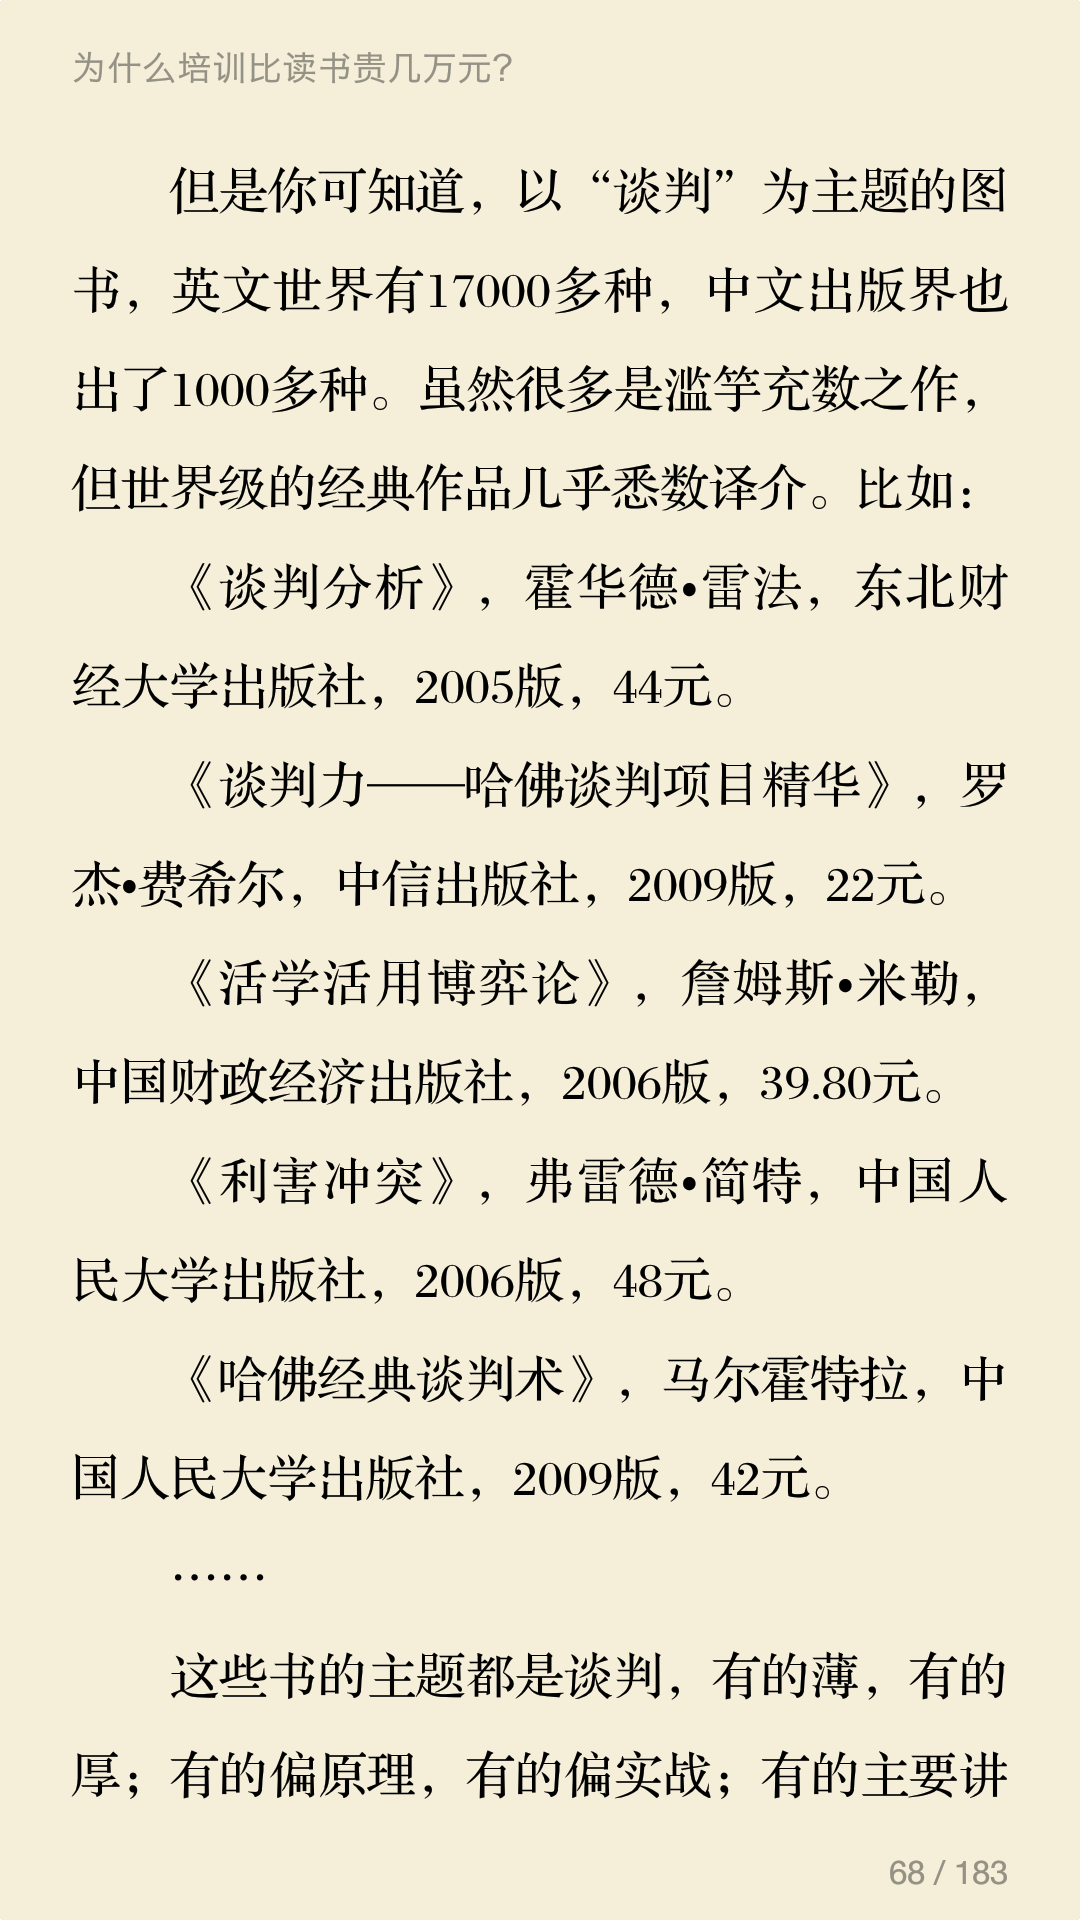 为什么培训比读书贵几万元?
但是你可知道，以“谈判”为主题的图
书，英文世界有17000多种，中文出版界也
出了1000多种。虽然很多是滥竽充数之作，
但世界级的经典作品几乎悉数译介。比如：
《谈判分析》，霍华德•雷法，东北财
经大学出版社，2005版，44元。
《谈判力——哈佛谈判项目精华》，罗
杰•费希尔，中信出版社，2009版，22元。
《活学活用博弈论》，詹姆斯•米勒，
中国财政经济出版社，2006版，39.80元。
《利害冲突》，弗雷德•简特，中国人
民大学出版社，2006版，48元。
《哈佛经典谈判术》，马尔霍特拉，中
国人民大学出版社，2009版，42元。
……
这些书的主题都是谈判，有的薄，有的
厚；有的偏原理，有的偏实战；有的主要讲
68 / 183